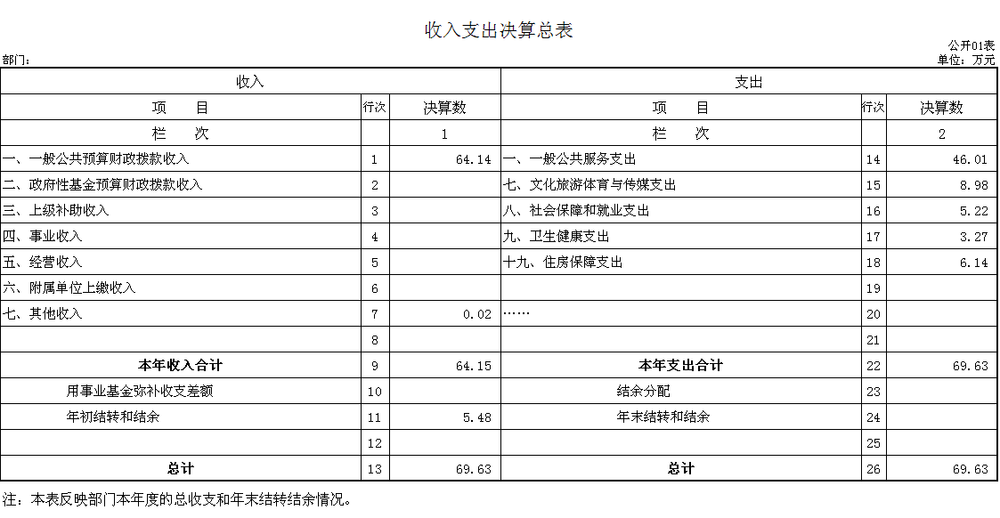 收入支出决算总表
公开01表
部门： 单位：万元
收入 支出
项 目 行次 决算数 项 目 行次 决算数
栏 次 1 栏 次 2
一、一般公共预算财政拨款收入 1 64.14 一、一般公共服务支出 14 46.01
二、政府性基金预算财政拨款收入 2 七、文化旅游体育与传媒支出 15 8.98
三、上级补助收入 3 八、社会保障和就业支出 16 5.22
四、事业收入 4 九、卫生健康支出 17 3.27
五、经营收入 5 十九、住房保障支出 18 6.14
六、附属单位上缴收入 6 19
七、其他收入 7 0.02 …… 20
8 21
本年收入合计 9 64.15 本年支出合计 22 69.63
用事业基金弥补收支差额 10 结余分配 23
年初结转和结余 11 5.48 年末结转和结余 24
12 25
总计 13 69.63 总计 26 69.63
注：本表反映部门本年度的总收支和年末结转结余情况。